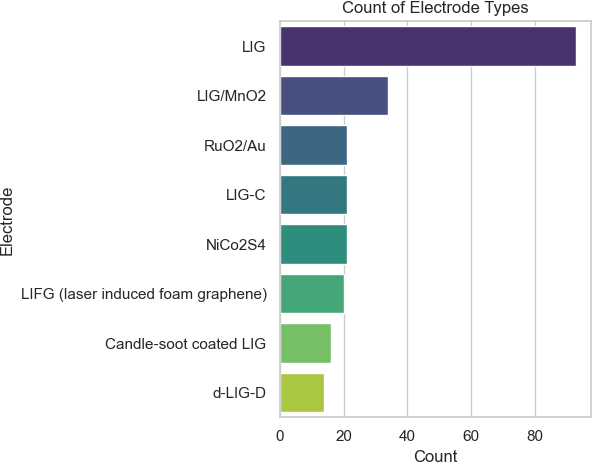 Count of Electrode Types
Electrode
LIG
LIG/MnO2
RuO2/Au
LIG-C
NiCo2S4
LIFG (laser induced foam graphene)
Candle-soot coated LIG
d-LIG-D
0 20 40 60 80
Count